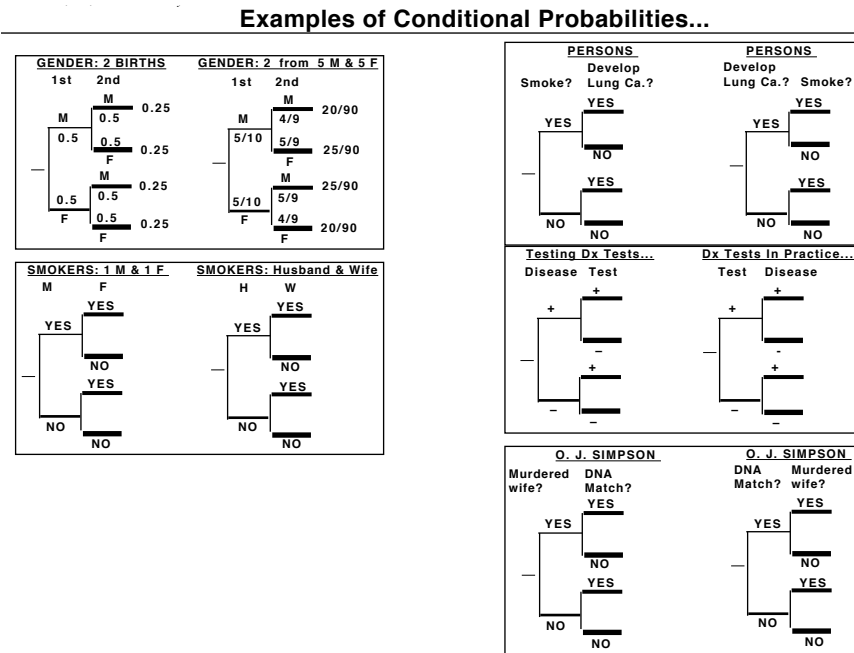 Examples of Conditional Probabilities...
GENDER: 2 BIRTHS
1st 2nd
M
M 0.5 0.25
0.5 0.5 0.25
F
M
0.5 0.5 0.25
F 0.5 0.25
F
GENDER: 2 from 5 M & 5 F
1st 2nd
M
M 4/9 20/90
5/10 5/9 25/90
F
M 25/90
5/10 5/9
F 4/9 20/90
F
SMOKERS: 1 M & 1 F
M F
YES
YES
NO
YES
NO
NO
SMOKERS: Husband & Wife
H W
YES
YES
NO
YES
NO
NO
PERSONS
Develop
Smoke? Lung Ca.?
YES
YES
NO
YES
NO
NO
PERSONS
Develop
Lung Ca.? Smoke?
YES
YES
NO
YES
NO
NO
Testing Dx Tests...
Disease Test
+
+
–
+
–
–
Dx Tests In Practice...
Test Disease
+
+
-
+
–
–
O. J. SIMPSON
Murdered DNA
wife? Match?
YES
YES
NO
YES
NO
NO
O. J. SIMPSON
DNA Murdered
Match? wife?
YES
YES
NO
YES
NO
NO